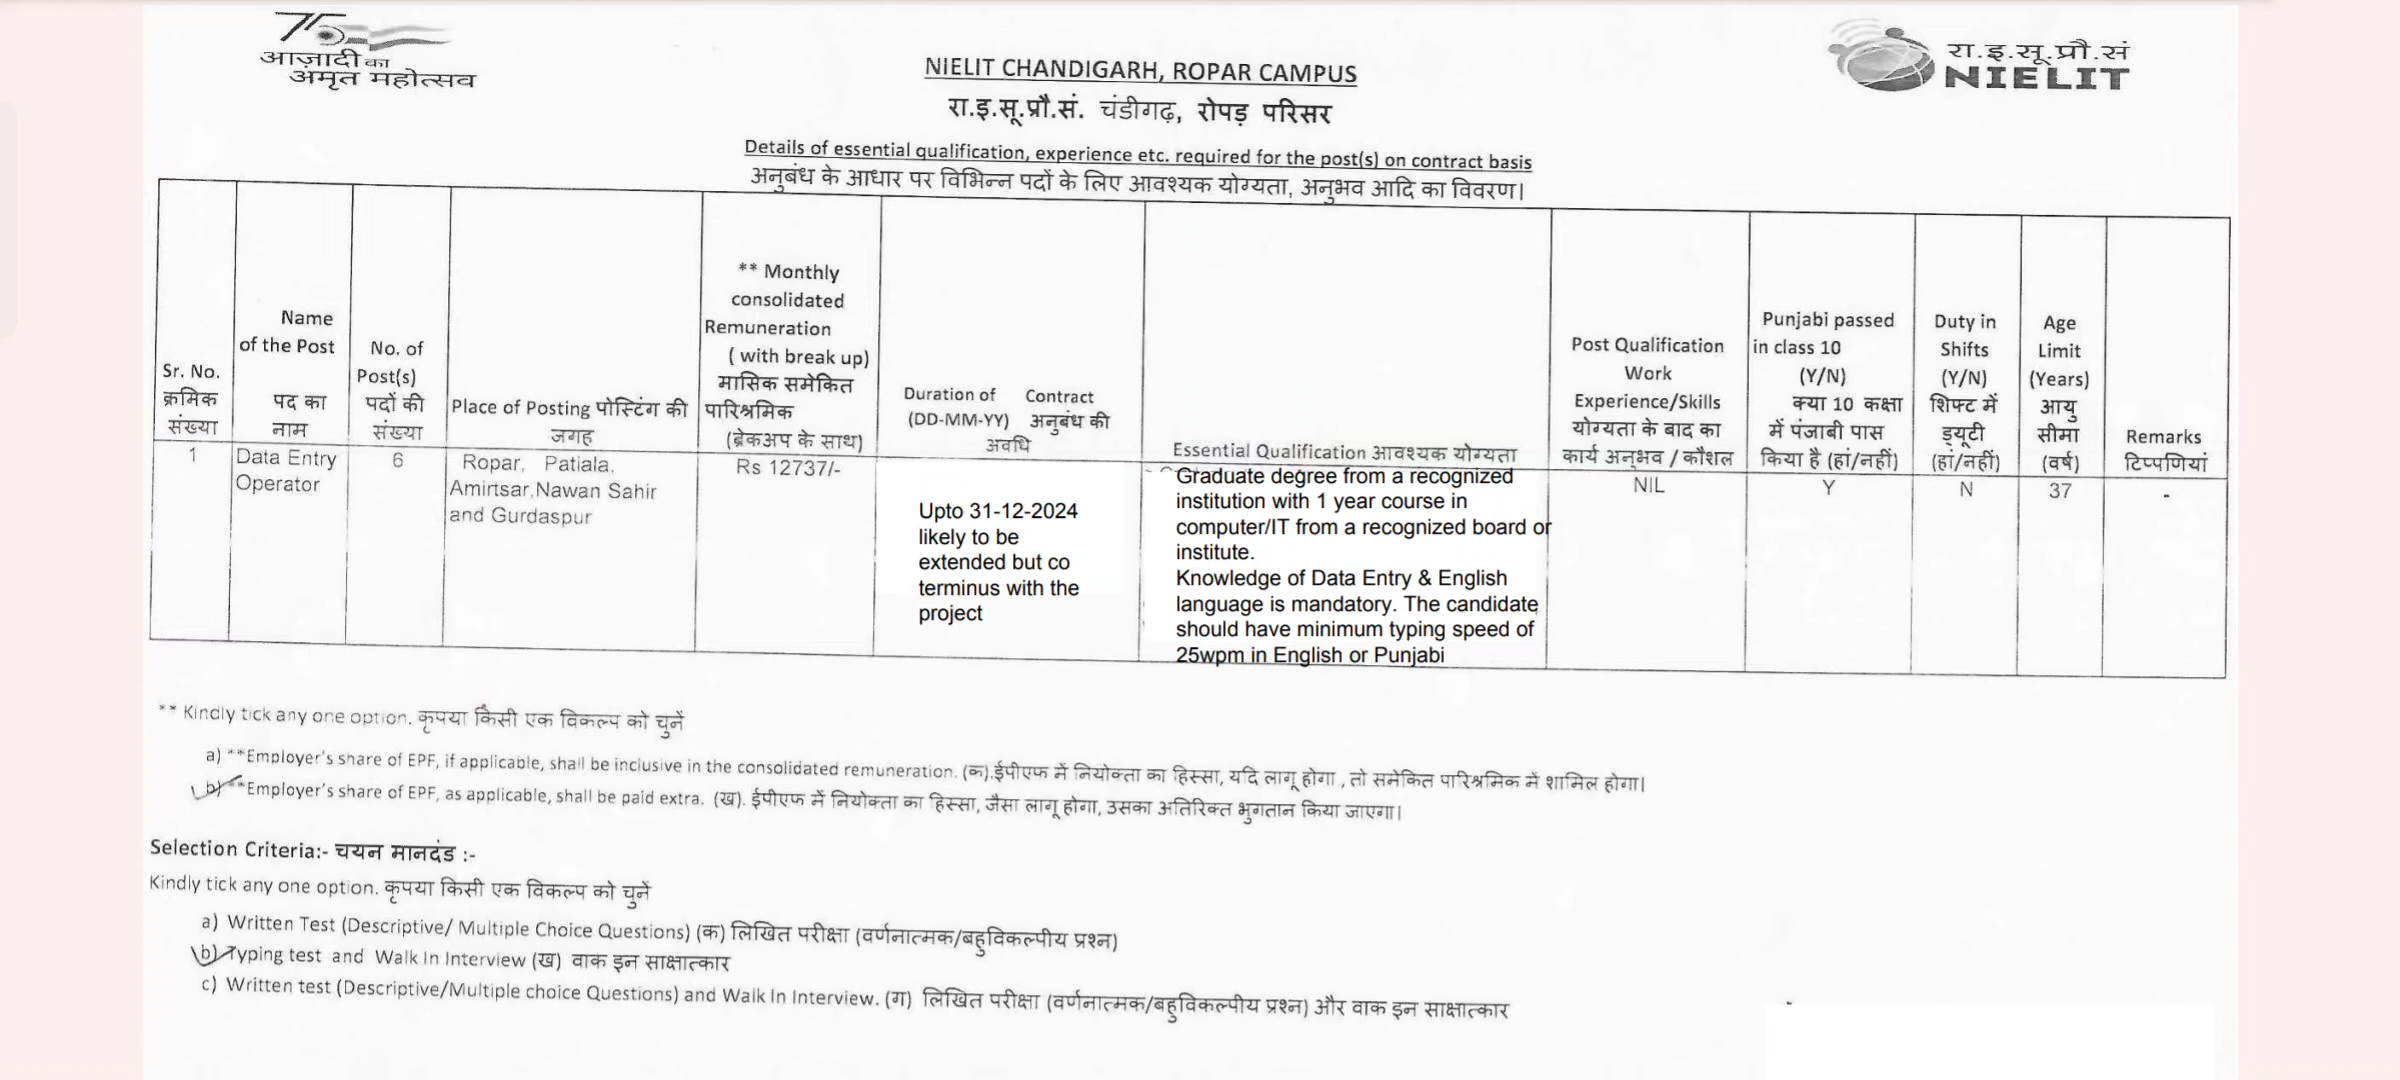 आज़ादी का
अमृत महोत्सव
रा.इ.सू.प्रौ.सं
NIELIT
NIELIT CHANDIGARH, ROPAR CAMPUS
रा.इ.सू.प्रौ.सं. चंडीगढ़, रोपड़ परिसर
Details of essential qualification, experience etc. required for the post(s) on contract basis
अनुबंध के आधार पर विभिन्न पदों के लिए आवश्यक योग्यता, अनुभव आदि का विवरण।
Sr. No.
क्रमिक
संख्या
Name
of the Post
पद का
नाम
No. of
Post(s)
पदों की
संख्या
Place of Posting पोस्टिंग की
जगह
** Monthly
consolidated
Remuneration
( with break up)
मासिक समेकित
पारिश्रमिक
(ब्रेकअप के साथ)
Duration of Contract
(DD-MM-YY) अनुबंध की
अवधि
Essential Qualification आवश्यक योग्यता
Post Qualification
Work
Experience/Skills
योग्यता के बाद का
कार्य अनुभव / कौशल
Punjabi passed
in class 10
(Y/N)
क्या 10 कक्षा
में पंजाबी पास
किया है (हां/नहीं)
Duty in
Shifts
(Y/N)
शिफ्ट में
ड्यूटी
(हां/नहीं)
Age
Limit
(Years)
आयु
सीमा
(वर्ष)
Remarks
टिप्पणियां
1
Data Entry
Operator
6
Ropar, Patiala,
Amirtsar,Nawan Sahir
and Gurdaspur
Rs 12737/-
Upto 31-12-2024
likely to be
extended but co
terminus with the
project
Graduate degree from a recognized
institution with 1 year course in
computer/IT from a recognized board or
institute.
Knowledge of Data Entry & English
language is mandatory. The candidate
should have minimum typing speed of
25wpm in English or Punjabi
NIL
Y
N
37
-
** Kindly tick any one option. कृपया किसी एक विकल्प को चुनें
a) **Employer's share of EPF, if applicable, shall be inclusive in the consolidated remuneration. (क).ईपीएफ में नियोक्ता का हिस्सा, यदि लागू होगा , तो समेकित पारिश्रमिक में शामिल होगा।
b) **Employer's share of EPF, as applicable, shall be paid extra. (ख). ईपीएफ में नियोक्ता का हिस्सा, जैसा लागू होगा, उसका अतिरिक्त भुगतान किया जाएगा।
Selection Criteria:- चयन मानदंड :-
Kindly tick any one option. कृपया किसी एक विकल्प को चुनें
a) Written Test (Descriptive/ Multiple Choice Questions) (क) लिखित परीक्षा (वर्णनात्मक/बहुविकल्पीय प्रश्न)
b) Typing test and Walk In Interview (ख) वाक इन साक्षात्कार
c) Written test (Descriptive/Multiple choice Questions) and Walk In Interview. (ग) लिखित परीक्षा (वर्णनात्मक/बहुविकल्पीय प्रश्न) और वाक इन साक्षात्कार